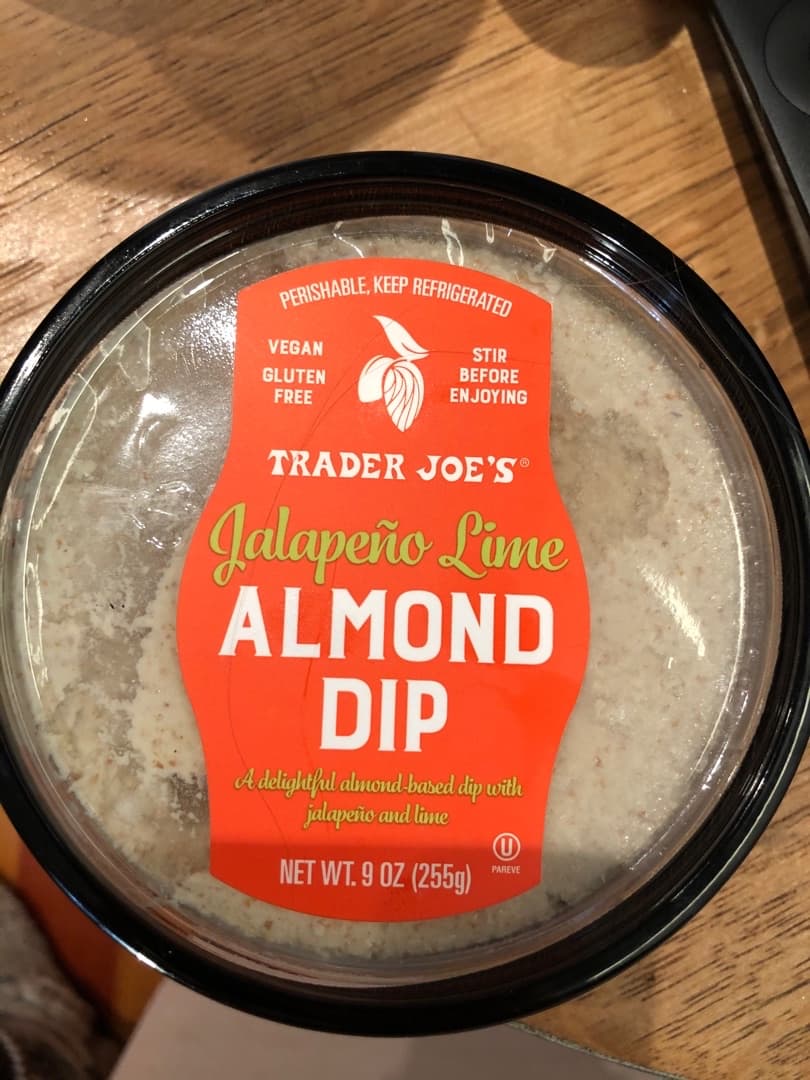 PERISHABLE, KEEP REFRIGERATED
VEGAN
GLUTEN
FREE
STIR
BEFORE
ENJOYING
TRADER JOE'S®
Jalapeño Lime
ALMOND
DIP
A delightful almond-based dip with
jalapeño and lime
U
PAREVE
NET WT. 9 OZ (255g)